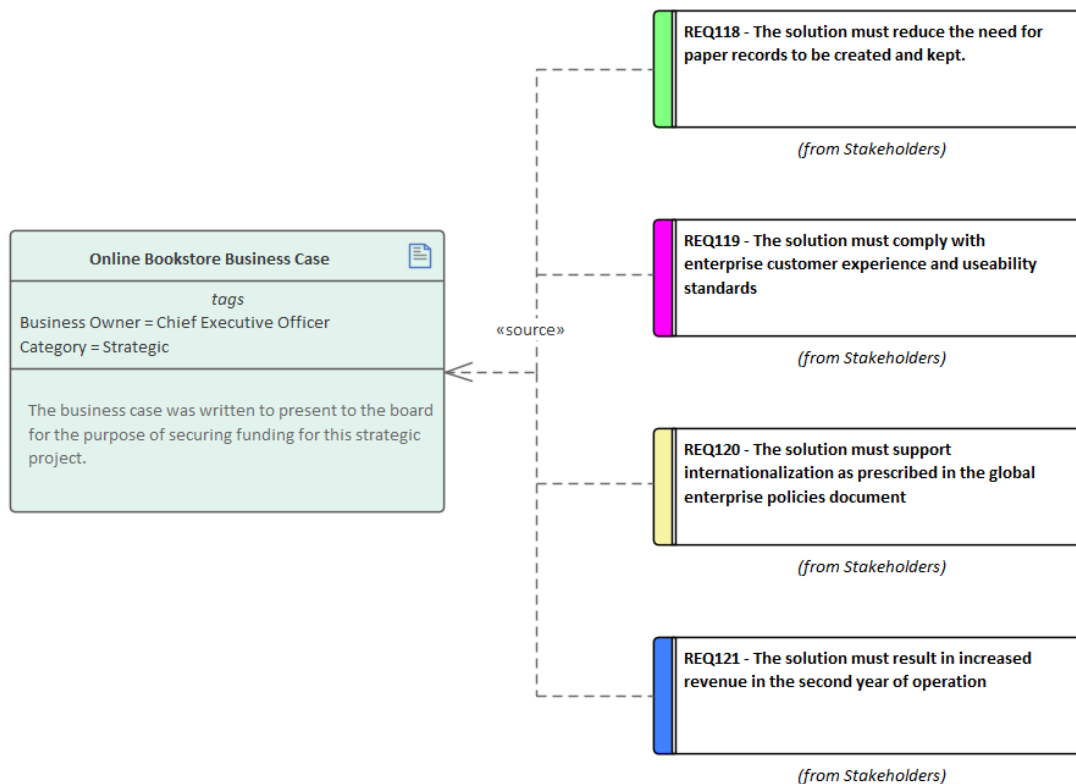 Online Bookstore Business Case
tags
Business Owner = Chief Executive Officer
Category = Strategic
The business case was written to present to the board
for the purpose of securing funding for this strategic
project.
«source»
REQ118 - The solution must reduce the need for
paper records to be created and kept.
(from Stakeholders)
REQ119 - The solution must comply with
enterprise customer experience and useability
standards
(from Stakeholders)
REQ120 - The solution must support
internationalization as prescribed in the global
enterprise policies document
(from Stakeholders)
REQ121 - The solution must result in increased
revenue in the second year of operation
(from Stakeholders)